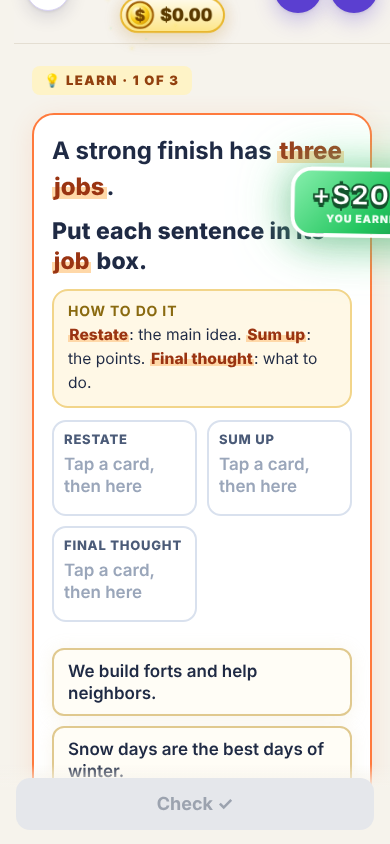 $ $0.00
💡 LEARN · 1 OF 3
A strong finish has three
jobs.
+$20
YOU EARN
Put each sentence in its
job box.
HOW TO DO IT
Restate: the main idea. Sum up:
the points. Final thought: what to
do.
RESTATE
Tap a card,
then here
SUM UP
Tap a card,
then here
FINAL THOUGHT
Tap a card,
then here
We build forts and help
neighbors.
Snow days are the best days of
winter.
Check ✓